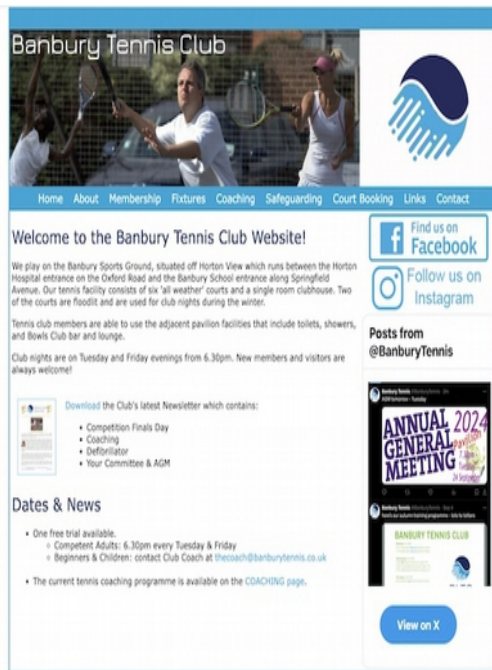 Banbury Tennis Club
Home About Membership Fixtures Coaching Safeguarding Court Booking Links Contact
Welcome to the Banbury Tennis Club Website!
We play on the Banbury Sports Ground, situated off Horton View which runs between the Horton
Hospital entrance on the Oxford Road and the Banbury School entrance along Springfield
Avenue. Our tennis facility consists of six 'all weather' courts and a single room clubhouse. Two
of the courts are floodlit and are used for club nights during the winter.
Tennis club members are able to use the adjacent pavilion facilities that include toilets, showers,
and Bowls Club bar and lounge.
Club nights are on Tuesday and Friday evenings from 6.30pm. New members and visitors are
always welcome!
Download the Club's latest Newsletter which contains:
• Competition Finals Day
• Coaching
• Defibrillator
• Your Committee & AGM
Dates & News
• One free trial available.
Competent Adults: 6.30pm every Tuesday & Friday
Beginners & Children: contact Club Coach at thecoach@banburytennis.co.uk
• The current tennis coaching programme is available on the COACHING page.
Find us on
Facebook
Follow us on
Instagram
Posts from
@BanburyTennis
Banbury Tennis
ANNUAL 2024
GENERAL Pavilion
MEETING
24 September
Banbury Tennis
BANBURY TENNIS CLUB
View on X